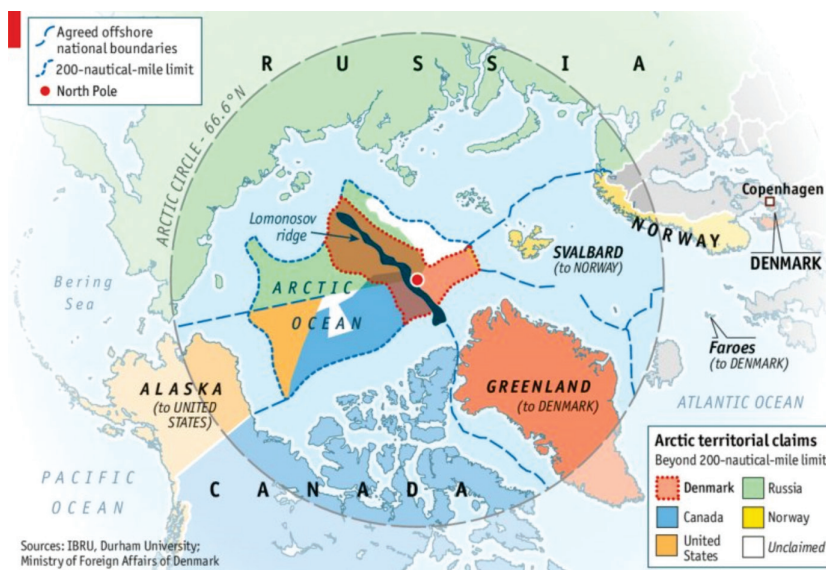 Agreed offshore
national boundaries
200-nautical-mile limit
North Pole
R U S S I A
ARCTIC CIRCLE - 66.6°N
Lomonosov
ridge
Copenhagen
NORWAY
DENMARK
SVALBARD
(to NORWAY)
Bering
Sea
ARCTIC
OCEAN
Faroes
(to DENMARK)
ALASKA
(to UNITED
STATES)
GREENLAND
(to DENMARK)
ATLANTIC OCEAN
PACIFIC
OCEAN
C A N A D A
Arctic territorial claims
Beyond 200-nautical-mile limit
Denmark
Russia
Canada
Norway
United
States
Unclaimed
Sources: IBRU, Durham University;
Ministry of Foreign Affairs of Denmark